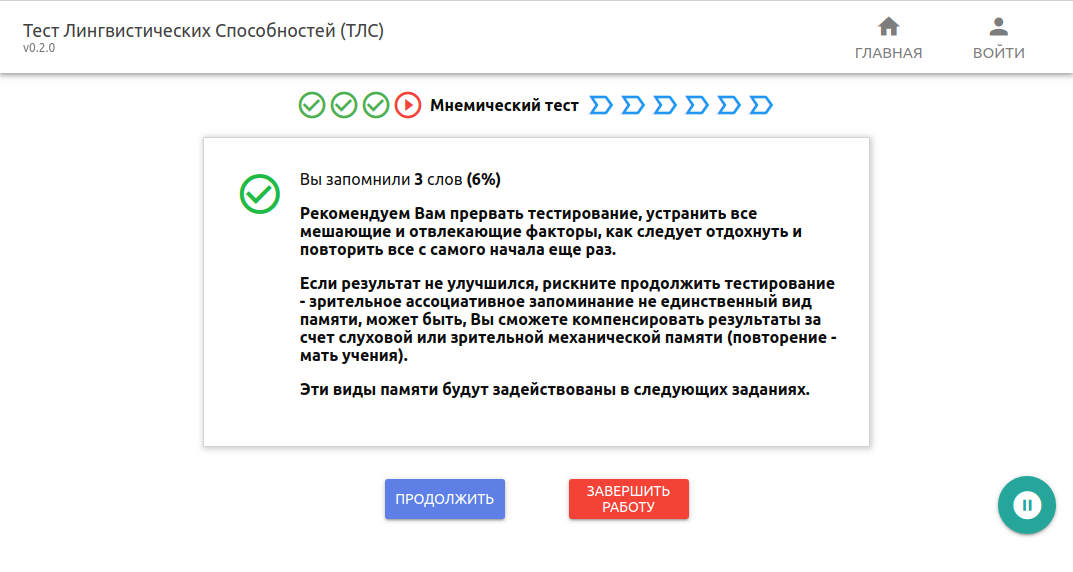 Тест Лингвистических Способностей (ТЛС)
v0.2.0
ГЛАВНАЯ
ВОЙТИ
Мнемический тест
Вы запомнили 3 слов (6%)
Рекомендуем Вам прервать тестирование, устранить все
мешающие и отвлекающие факторы, как следует отдохнуть и
повторить все с самого начала еще раз.
Если результат не улучшился, рискните продолжить тестирование
- зрительное ассоциативное запоминание не единственный вид
памяти, может быть, Вы сможете компенсировать результаты за
счет слуховой или зрительной механической памяти (повторение -
мать учения).
Эти виды памяти будут задействованы в следующих заданиях.
ПРОДОЛЖИТЬ
ЗАВЕРШИТЬ
РАБОТУ